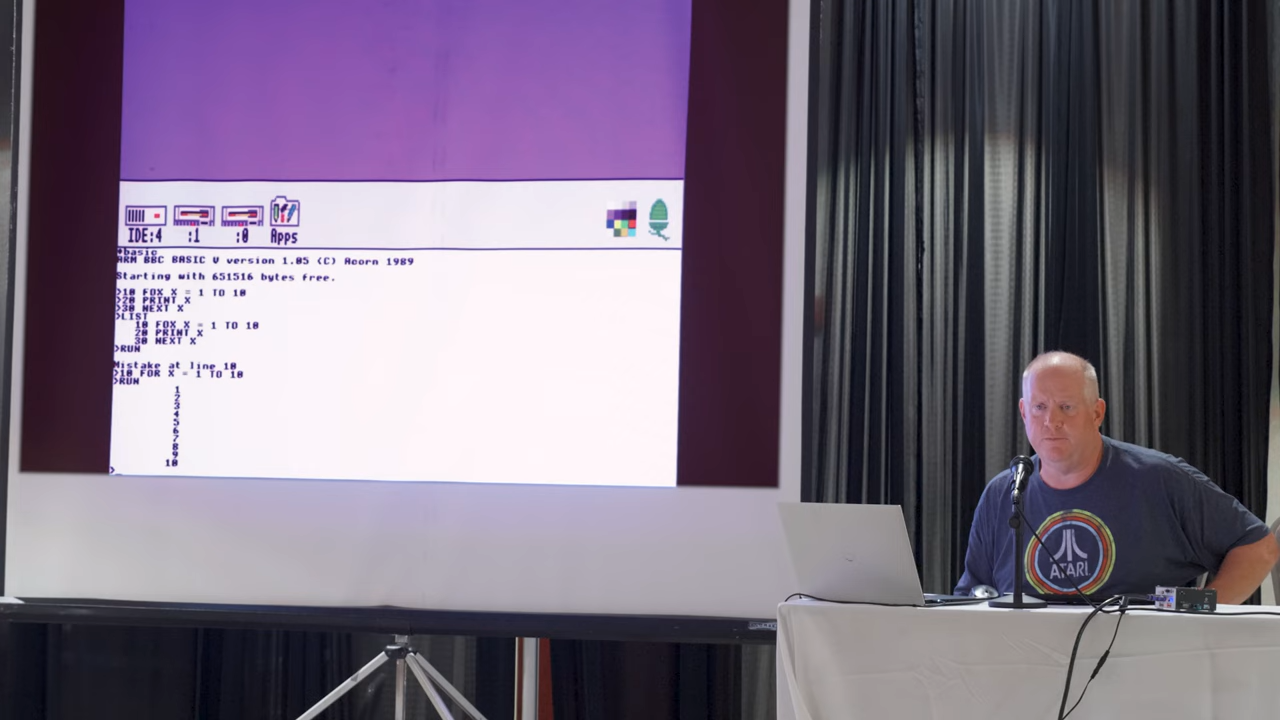 IDE:4 :1 :0 Apps
*basic
ARM BBC BASIC V version 1.05 (C) Acorn 1989
Starting with 651516 bytes free.
>10 FOX X = 1 TO 10
>20 PRINT X
>30 NEXT X
>LIST
10 FOX X = 1 TO 10
20 PRINT X
30 NEXT X
>RUN
Mistake at line 10
>10 FOR X = 1 TO 10
>RUN
1
2
3
4
5
6
7
8
9
10
>_
ATARI